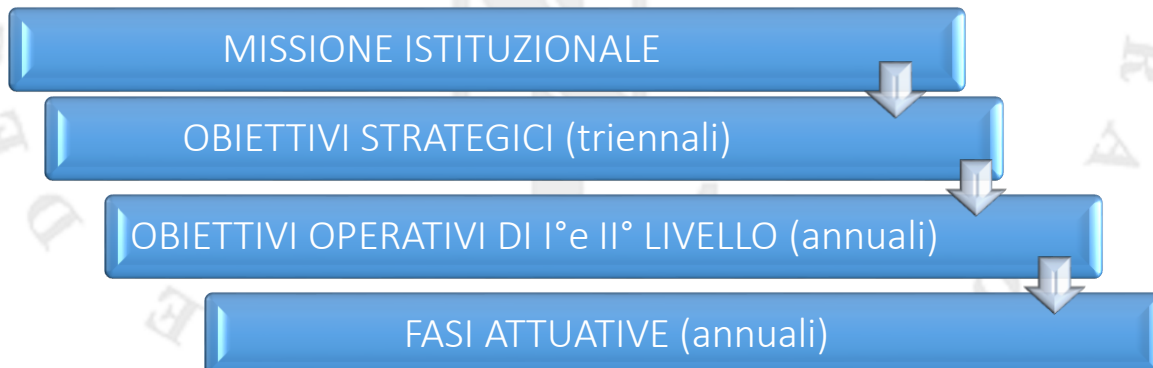 MISSIONE ISTITUZIONALE
OBIETTIVI STRATEGICI (triennali)
OBIETTIVI OPERATIVI DI I°e II° LIVELLO (annuali)
FASI ATTUATIVE (annuali)